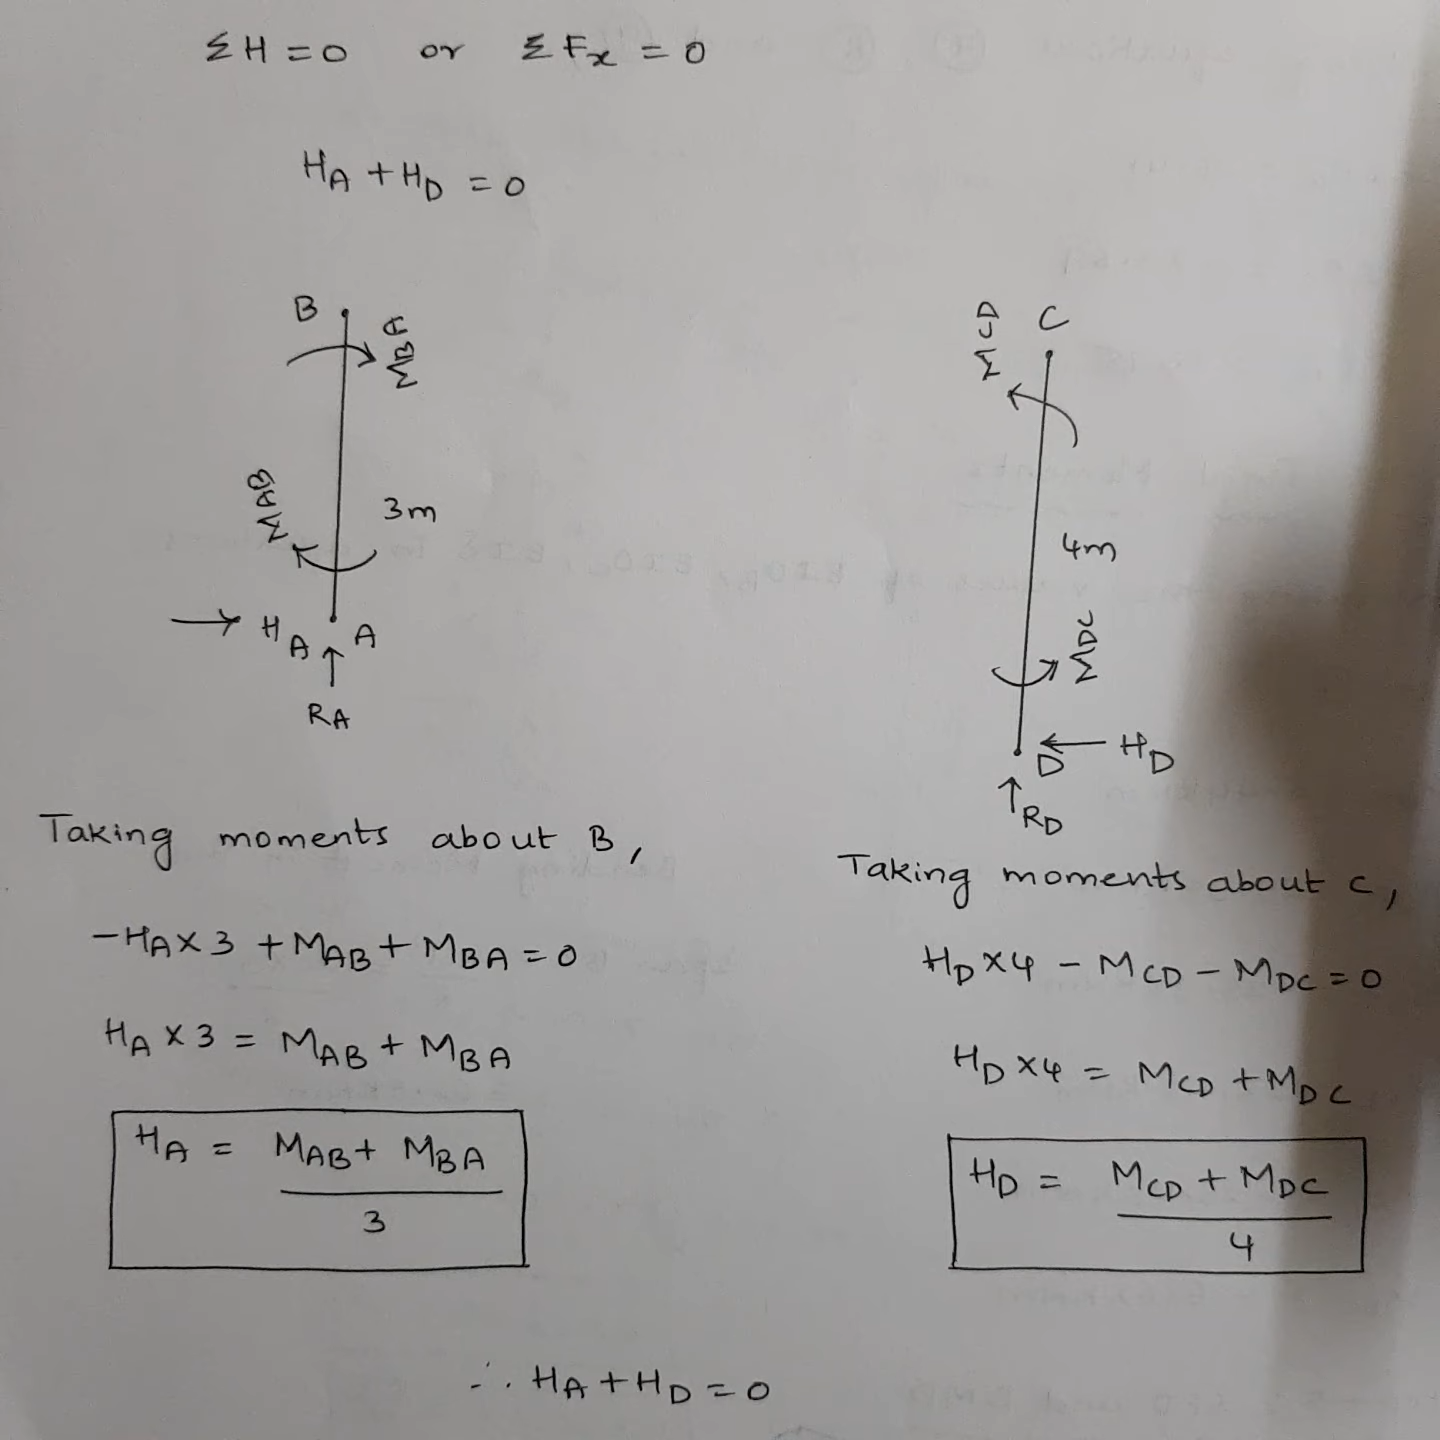 ΣH = 0 or ΣFx = 0
HA + HD = 0
B
MBA
MAB
3m
HA
A
RA
MCD
C
4m
MDC
D
HD
RD
Taking moments about B,
-HA × 3 + MAB + MBA = 0
HA × 3 = MAB + MBA
HA = MAB + MBA
3
Taking moments about C,
HD × 4 - MCD - MDC = 0
HD × 4 = MCD + MDC
HD = MCD + MDC
4
∴ HA + HD = 0